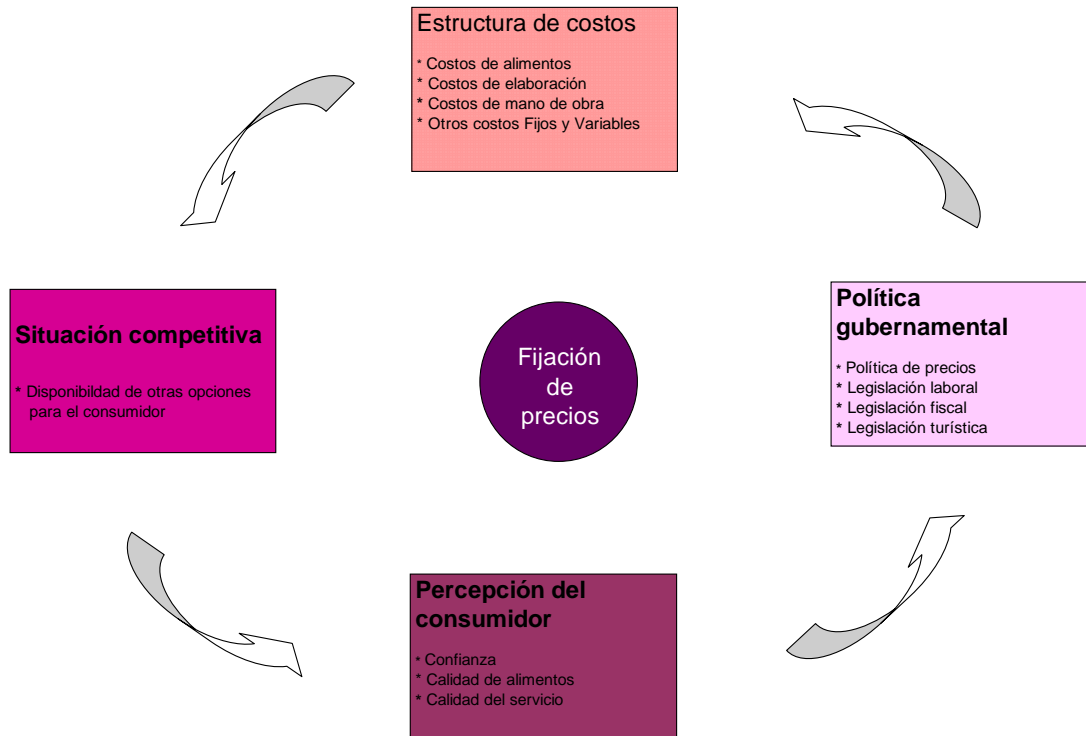 Estructura de costos
* Costos de alimentos
* Costos de elaboración
* Costos de mano de obra
* Otros costos Fijos y Variables
Situación competitiva
* Disponibildad de otras opciones
para el consumidor
Fijación
de
precios
Política
gubernamental
* Política de precios
* Legislación laboral
* Legislación fiscal
* Legislación turística
Percepción del
consumidor
* Confianza
* Calidad de alimentos
* Calidad del servicio